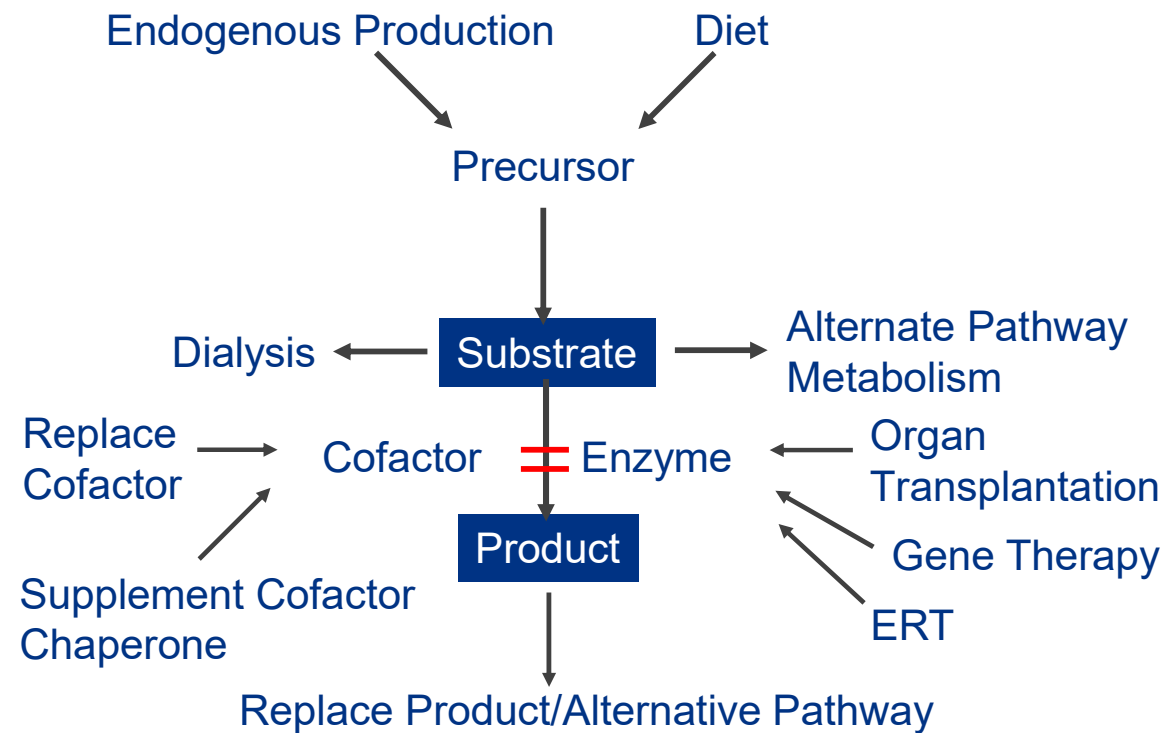 Endogenous Production
Diet
Precursor
Dialysis
Substrate
Alternate Pathway
Metabolism
Replace
Cofactor
Cofactor
Enzyme
Organ
Transplantation
Product
Gene Therapy
Supplement Cofactor
Chaperone
ERT
Replace Product/Alternative Pathway